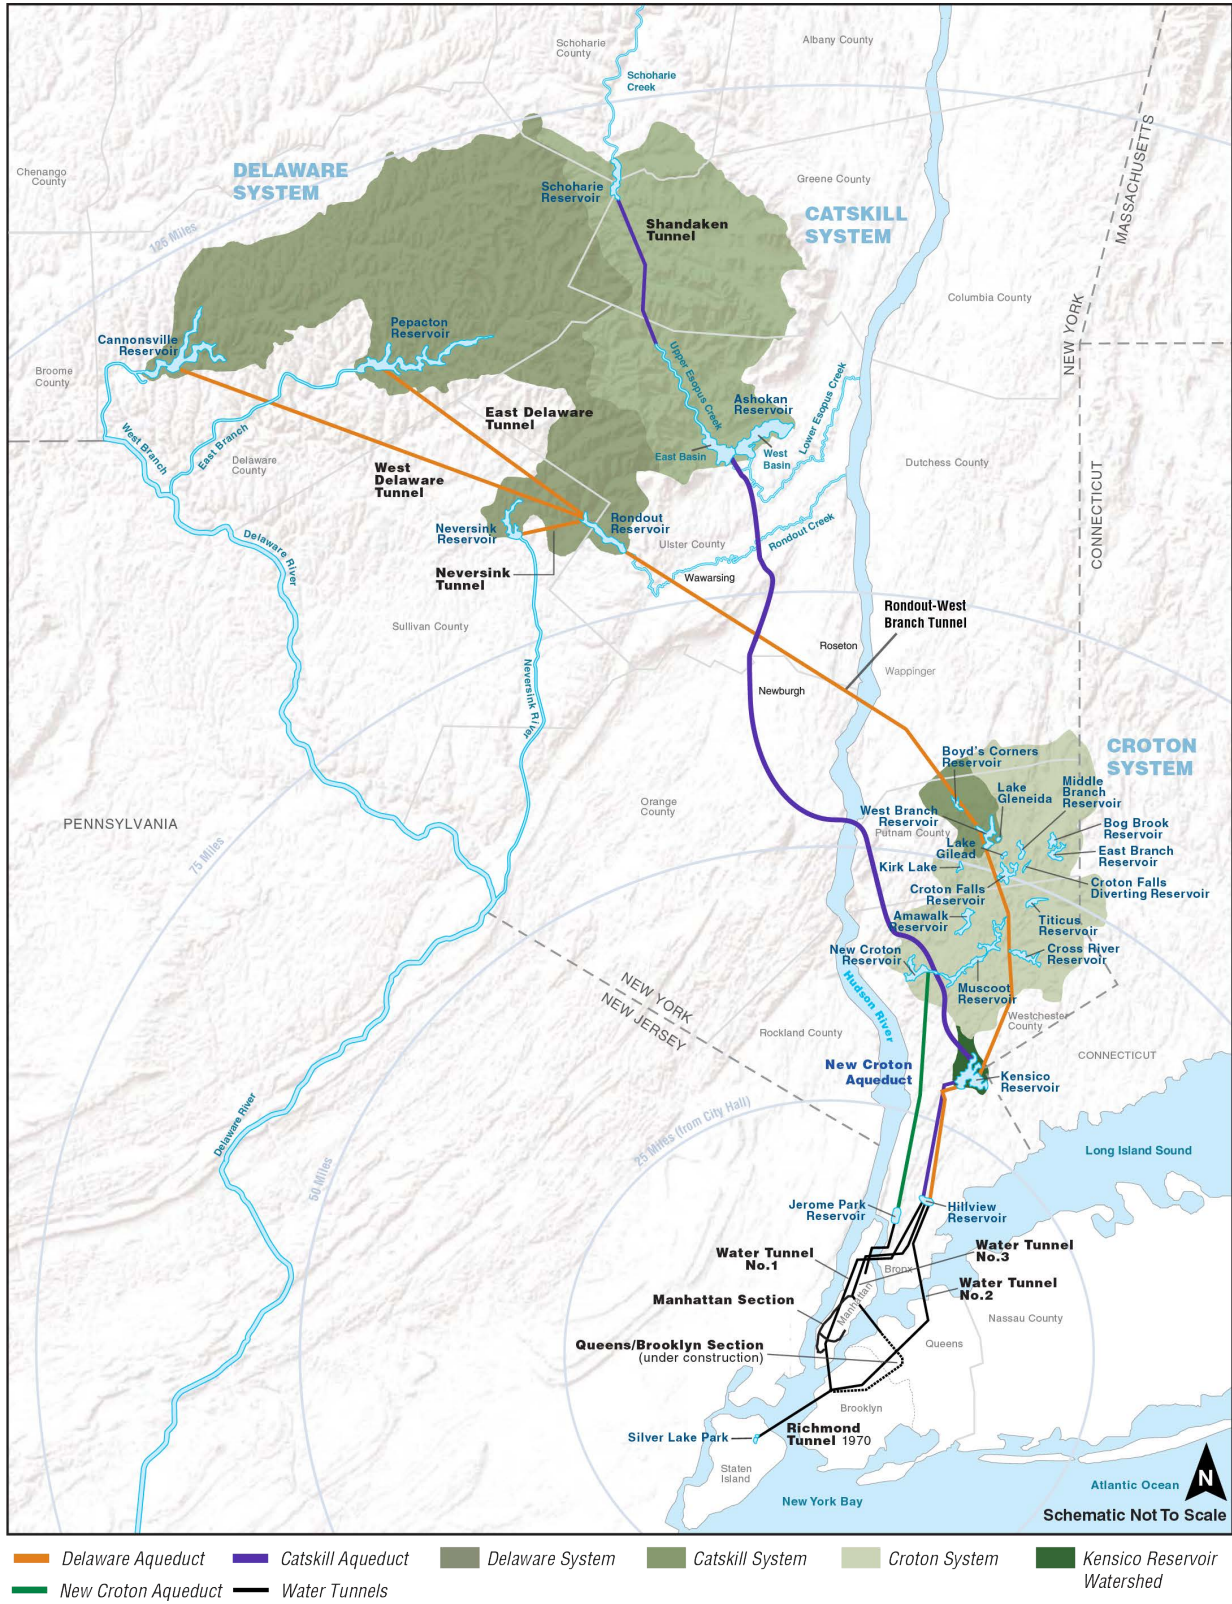 Schoharie
County
Albany County
Schoharie
Creek
Chenango
County
DELAWARE
SYSTEM
Schoharie
Reservoir
Greene County
MASSACHUSETTS
CATSKILL
SYSTEM
Shandaken
Tunnel
125 Miles
Columbia County
NEW YORK
Cannonsville
Reservoir
Pepacton
Reservoir
Broome
County
Upper Esopus Creek
Ashokan
Reservoir
Lower Esopus Creek
East Delaware
Tunnel
West Branch
East Branch
Delaware
County
East Basin
West
Basin
Dutchess County
West
Delaware
Tunnel
CONNECTICUT
Neversink
Reservoir
Rondout
Reservoir
Rondout Creek
Delaware River
Ulster County
Neversink
Tunnel
Wawarsing
Rondout-West
Branch Tunnel
Sullivan County
Roseton
Wappinger
Neversink River
Newburgh
CROTON
SYSTEM
Boyd's Corners
Reservoir
Lake
Gleneida
Middle
Branch
Reservoir
Orange
County
West Branch
Reservoir
Putnam County
Bog Brook
Reservoir
PENNSYLVANIA
75 Miles
Lake
Gilead
East Branch
Reservoir
Kirk Lake
Croton Falls
Reservoir
Croton Falls
Diverting Reservoir
Amawalk
Reservoir
Titicus
Reservoir
New Croton
Reservoir
Cross River
Reservoir
Muscoot
Reservoir
NEW YORK
NEW JERSEY
Hudson River
Westchester
County
Rockland County
CONNECTICUT
New Croton
Aqueduct
Kensico
Reservoir
Delaware River
25 Miles (from City Hall)
Long Island Sound
50 Miles
Jerome Park
Reservoir
Hillview
Reservoir
Water Tunnel
No.1
Water Tunnel
No.3
Bronx
Water Tunnel
No.2
Manhattan Section
Manhattan
Nassau County
Queens/Brooklyn Section
(under construction)
Queens
Brooklyn
Silver Lake Park
Richmond
Tunnel 1970
Staten
Island
New York Bay
Atlantic Ocean
N
Schematic Not To Scale
Delaware Aqueduct
Catskill Aqueduct
Delaware System
Catskill System
Croton System
Kensico Reservoir
Watershed
New Croton Aqueduct
Water Tunnels